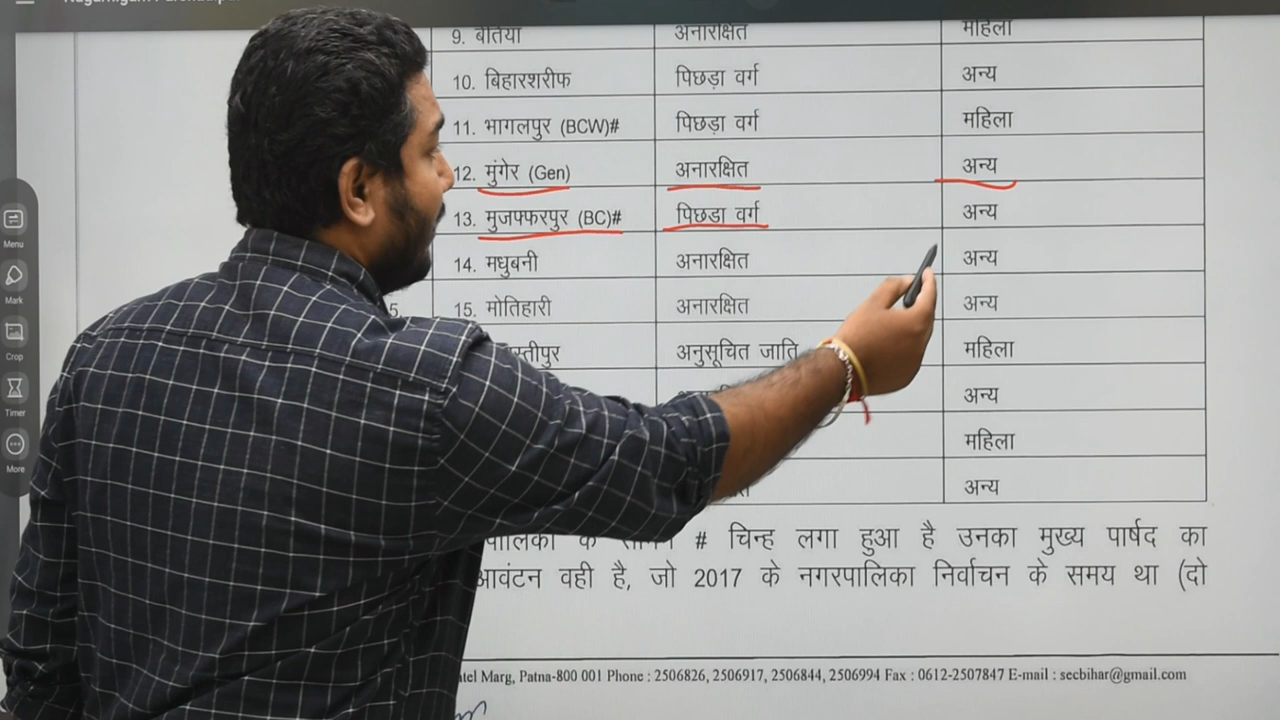 9. बेतिया अनारक्षित महिला
10. बिहारशरीफ पिछड़ा वर्ग अन्य
11. भागलपुर (BCW)# पिछड़ा वर्ग महिला
12. मुंगेर (Gen) अनारक्षित अन्य
13. मुजफ्फरपुर (BC)# पिछड़ा वर्ग अन्य
14. मधुबनी अनारक्षित अन्य
15. मोतिहारी अनारक्षित अन्य
अनुसूचित जाति महिला
अन्य
महिला
अन्य
# चिन्ह लगा हुआ है उनका मुख्य पार्षद का
आवंटन वही है, जो 2017 के नगरपालिका निर्वाचन के समय था (दो
Marg, Patna-800 001 Phone : 2506826, 2506917, 2506844, 2506994 Fax : 0612-2507847 E-mail : secbihar@gmail.com
Menu
Mark
Crop
Timer
More